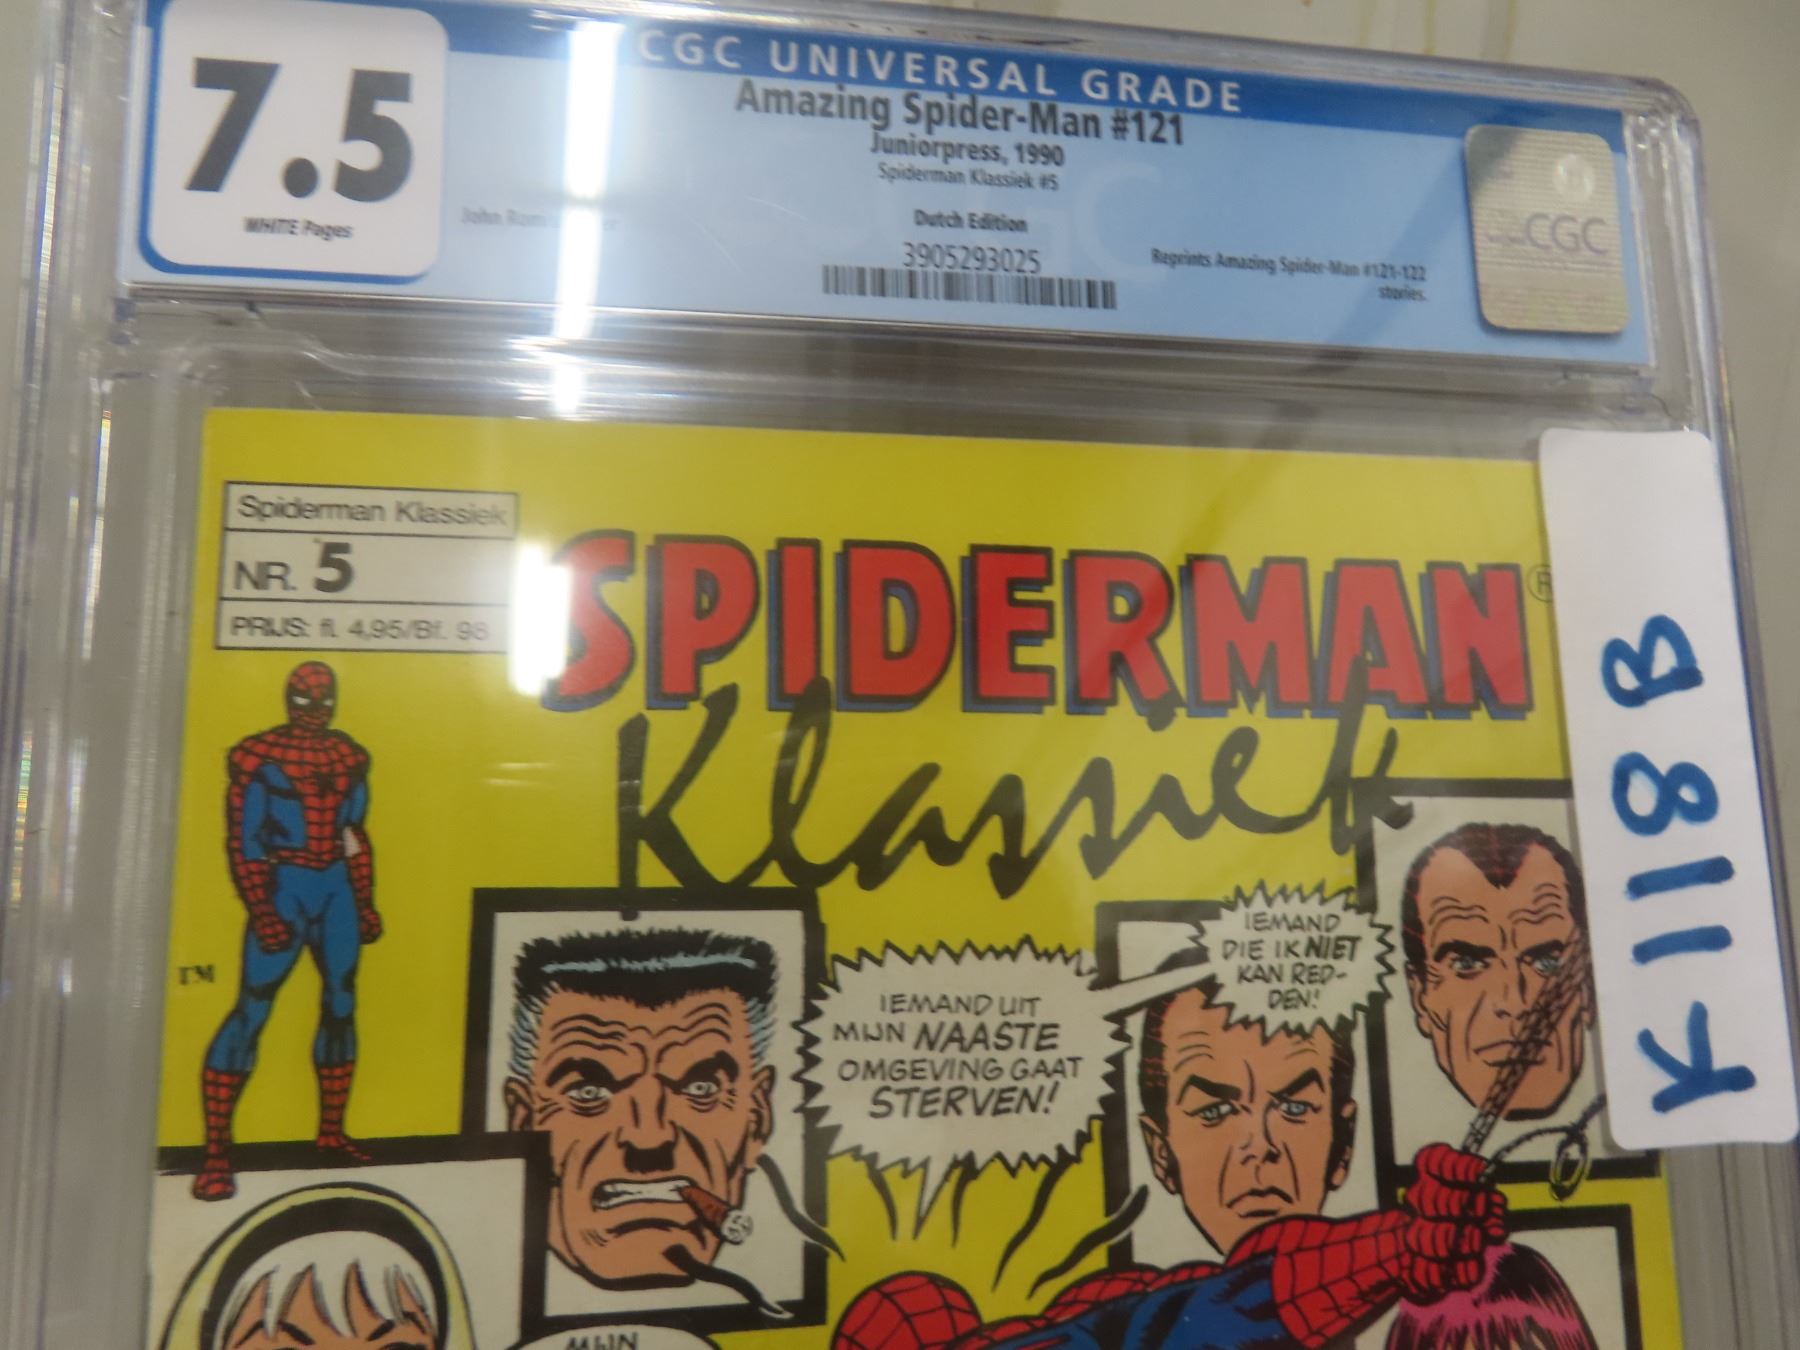 CGC UNIVERSAL GRADE
7.5
WHITE Pages
Amazing Spider-Man #121
Juniorpress, 1990
Spiderman Klassiek #5
John
Dutch Edition
3905293025
Reprints Amazing Spider-Man #121-122
stories.
CGC
Spiderman Klassiek
NR. 5
PRIJS: fl. 4,95/Bf. 98
SPIDERMAN ®
Klassiek
K118B
TM
IEMAND
DIE IK NIET
KAN RED-
DEN!
IEMAND UIT
MIJN NAASTE
OMGEVING GAAT
STERVEN!
MIJN